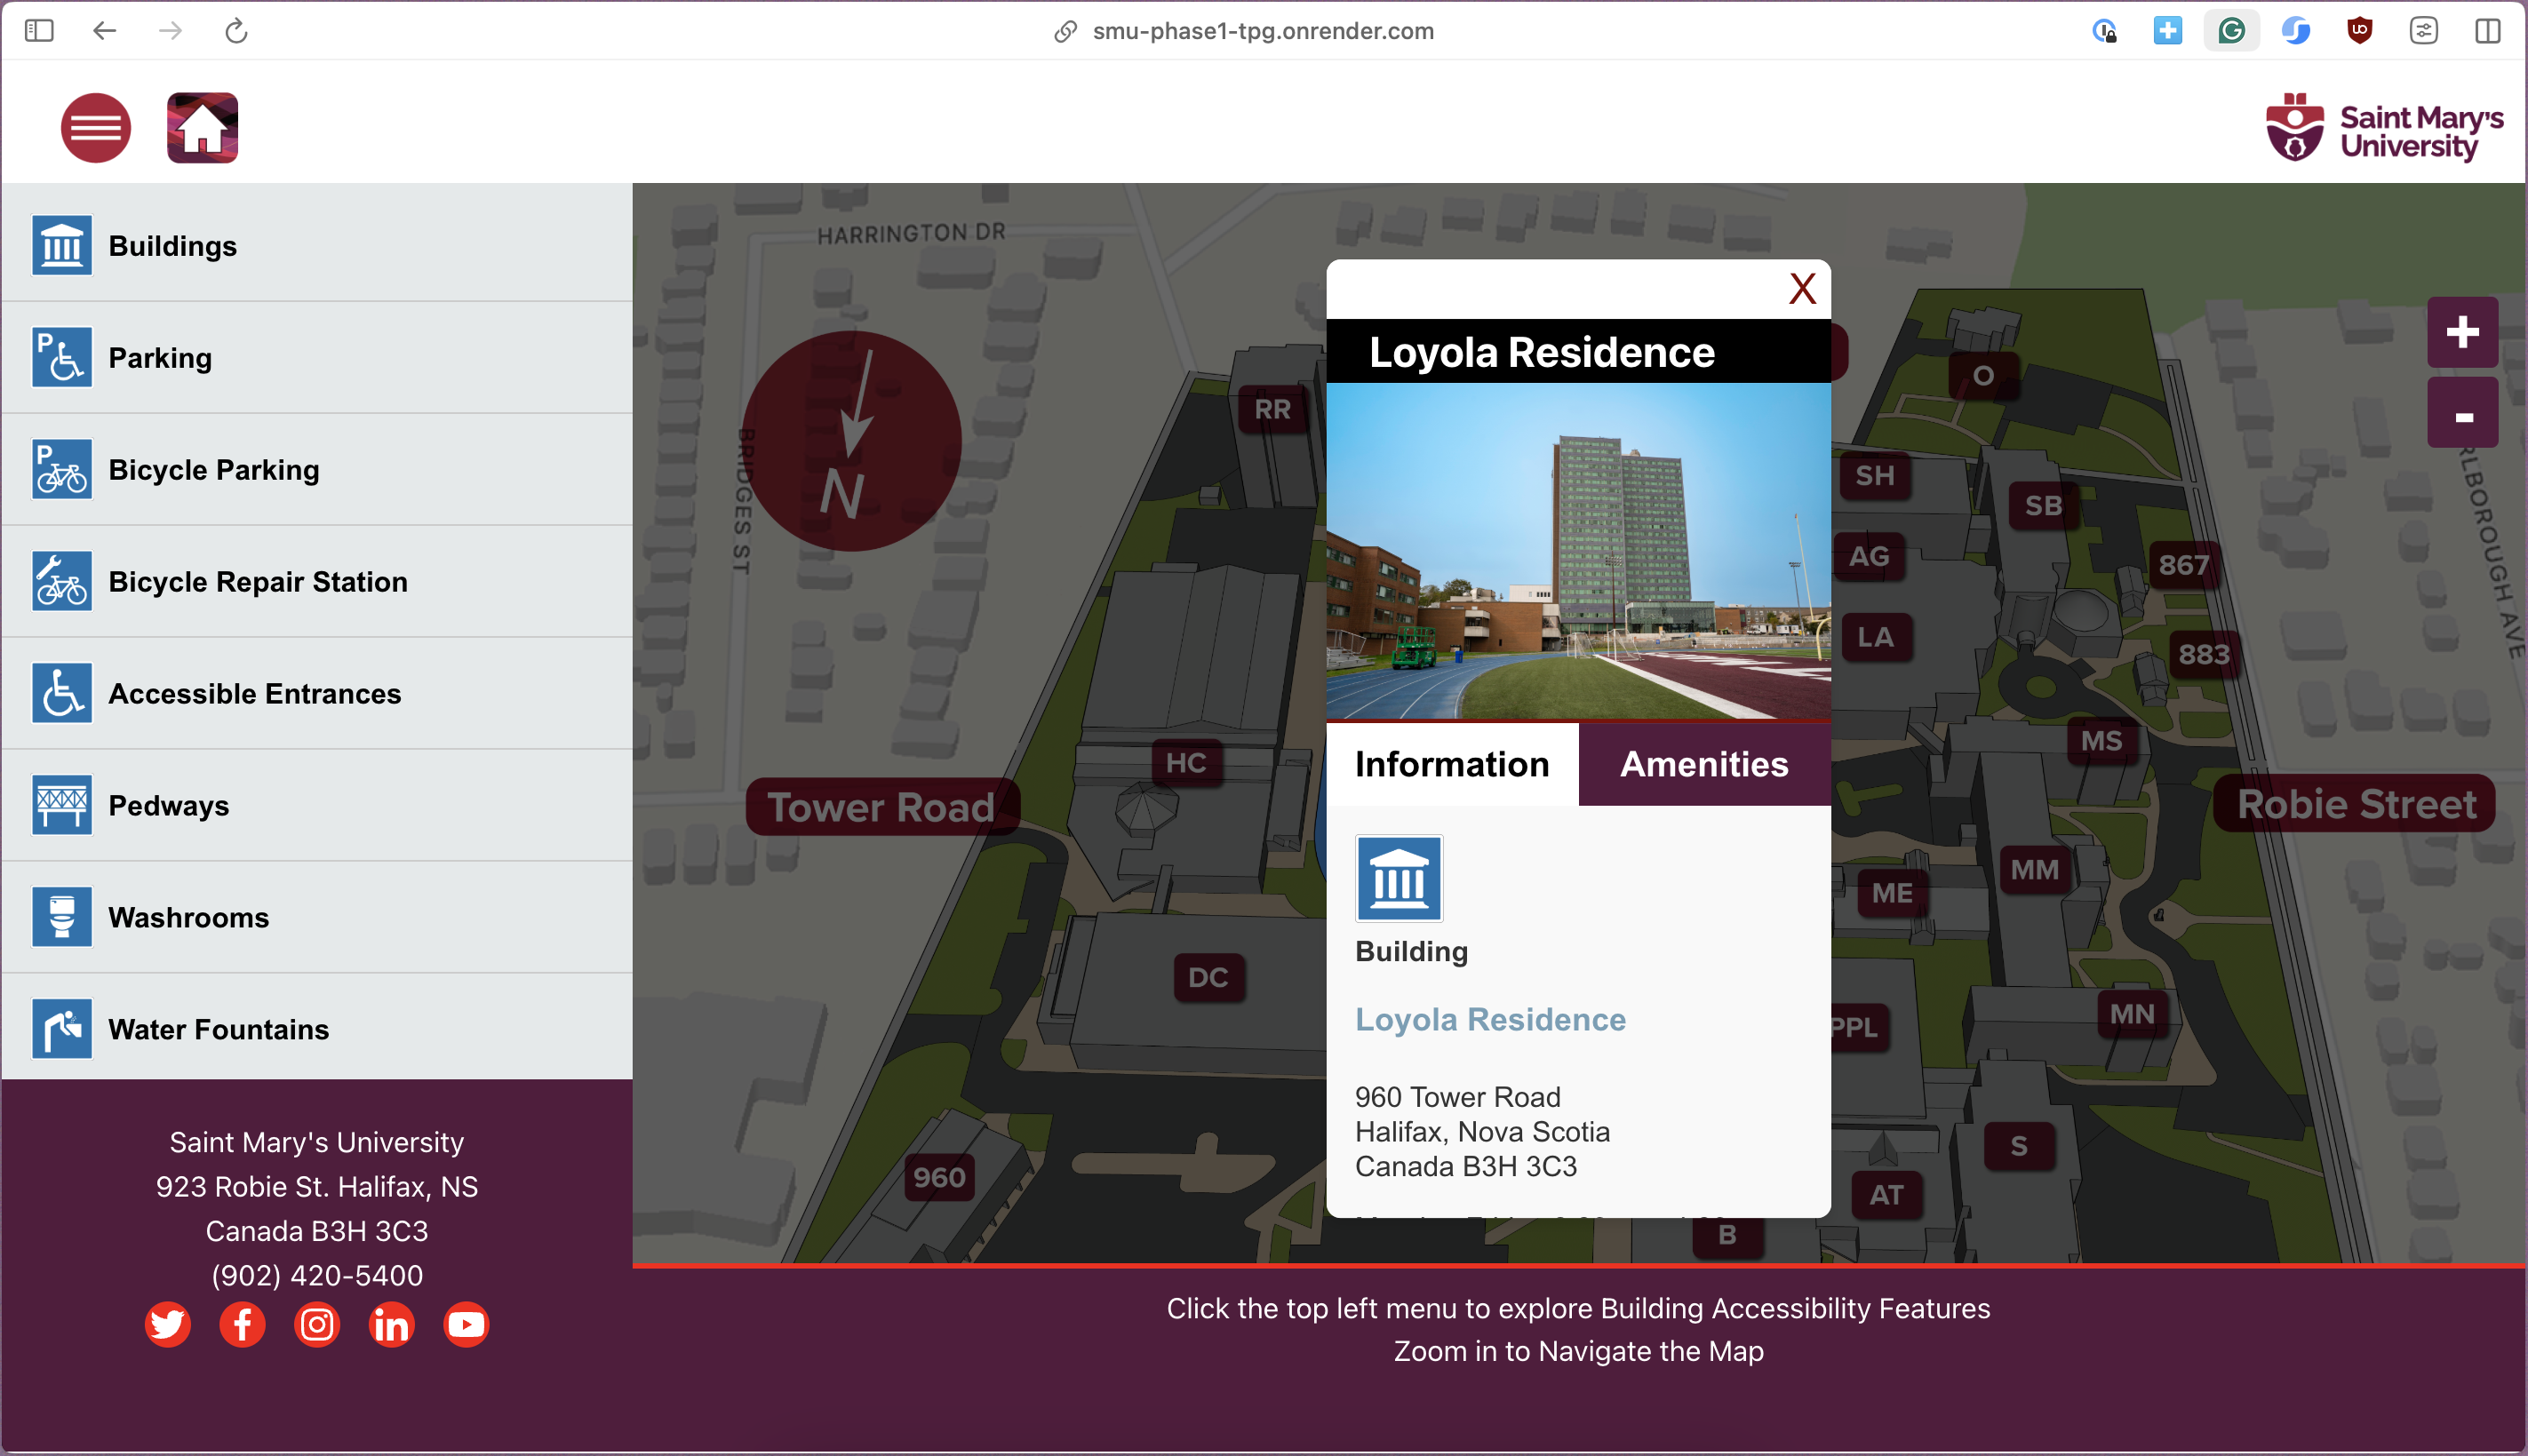 smu-phase1-tpg.onrender.com
Saint Mary's
University
Buildings
P
Parking
P
Bicycle Parking
Bicycle Repair Station
Accessible Entrances
Pedways
Washrooms
Water Fountains
Saint Mary's University
923 Robie St. Halifax, NS
Canada B3H 3C3
(902) 420-5400
HARRINGTON DR
BRIDGES ST
N
Tower Road
RR
HC
DC
960
X
Loyola Residence
Information
Amenities
Building
Loyola Residence
960 Tower Road
Halifax, Nova Scotia
Canada B3H 3C3
O
SH
SB
AG
867
LA
883
MS
Robie Street
MM
ME
MN
PPL
S
AT
B
+
-
Click the top left menu to explore Building Accessibility Features
Zoom in to Navigate the Map